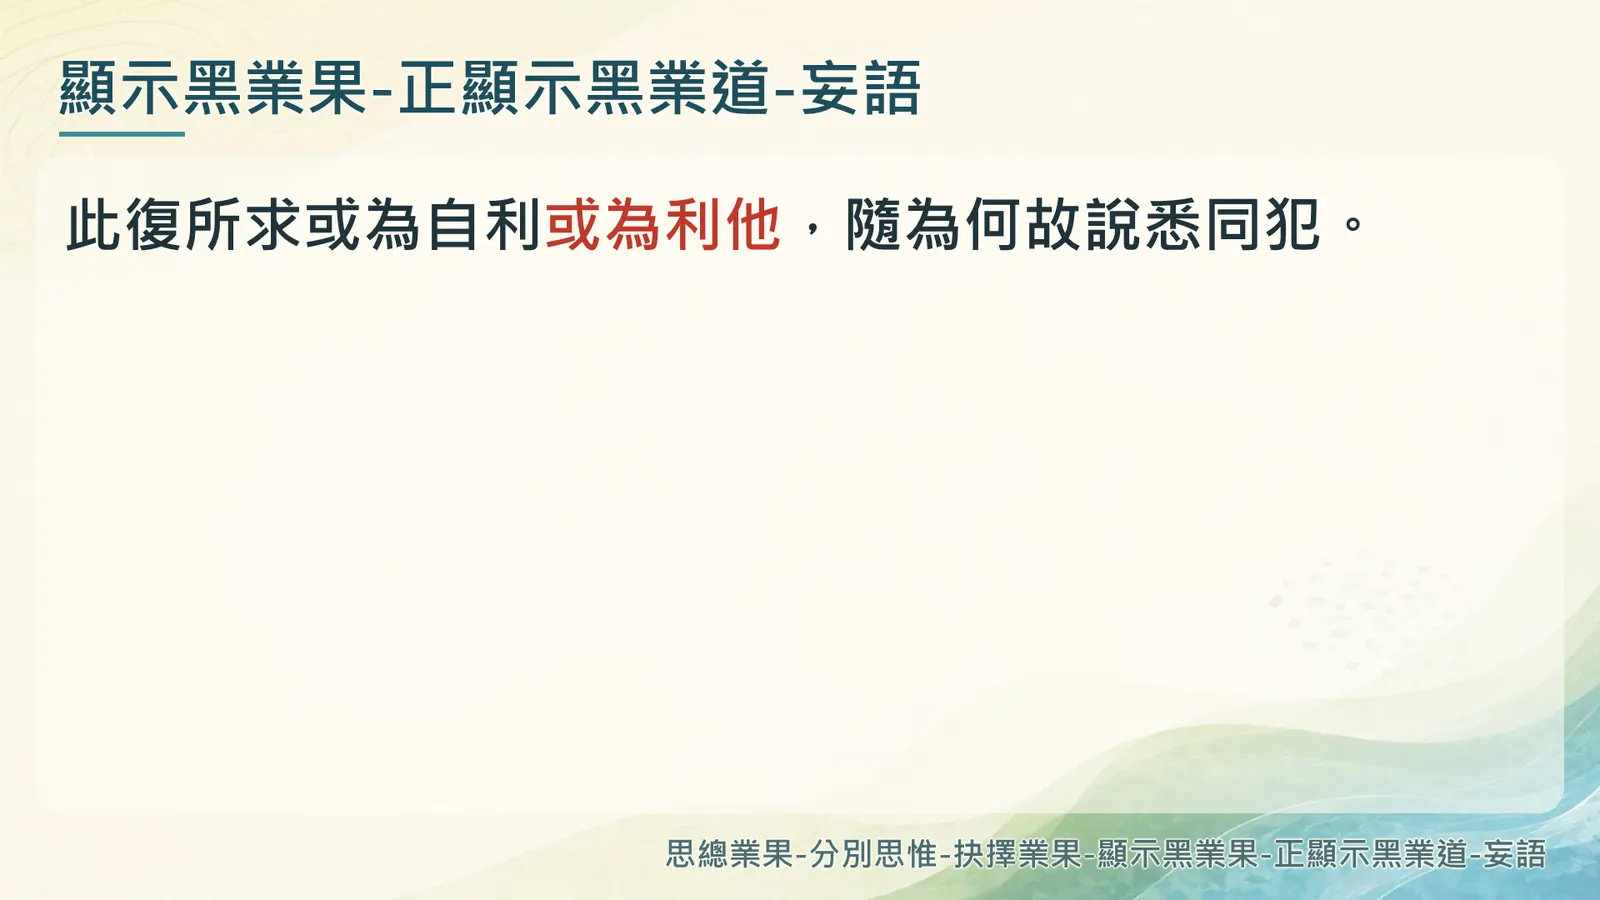 顯示黑業果-正顯示黑業道-妄語
此復所求或為自利或為利他，隨為何故說悉同犯。
思總業果-分別思惟-抉擇業果-顯示黑業果-正顯示黑業道-妄語